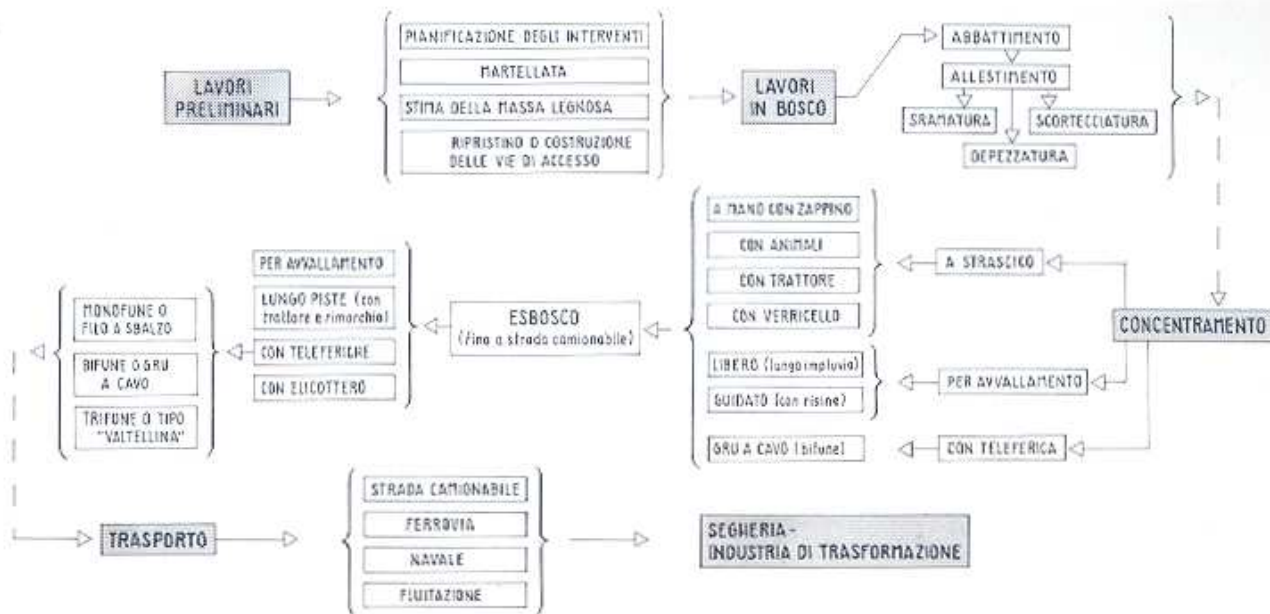 LAVORI
PRELIMINARI
PIANIFICAZIONE DEGLI INTERVENTI
MARTELLATA
STIMA DELLA MASSA LEGNOSA
RIPRISTINO O COSTRUZIONE
DELLE VIE DI ACCESSO
LAVORI
IN BOSCO
ABBATTIMENTO
ALLESTIMENTO
SRAMATURA
SCORTECCIATURA
DEPEZZATURA
CONCENTRAMENTO
A STRASCICO
A MANO CON ZAPPINO
CON ANIMALI
CON TRATTORE
CON VERRICELLO
PER AVVALLAMENTO
LIBERO (lungo impluvia)
GUIDATO (con risine)
CON TELEFERICA
GRU A CAVO (bifune)
ESBOSCO
(fino a strada camionabile)
PER AVVALLAMENTO
LUNGO PISTE (con
trattore e rimorchio)
CON TELEFERICHE
CON ELICOTTERO
MONOFUNE O
FILO A SBALZO
BIFUNE O GRU
A CAVO
TRIFUNE O TIPO
"VALTELLINA"
TRASPORTO
STRADA CAMIONABILE
FERROVIA
NAVALE
FLUITAZIONE
SEGHERIA-
INDUSTRIA DI TRASFORMAZIONE